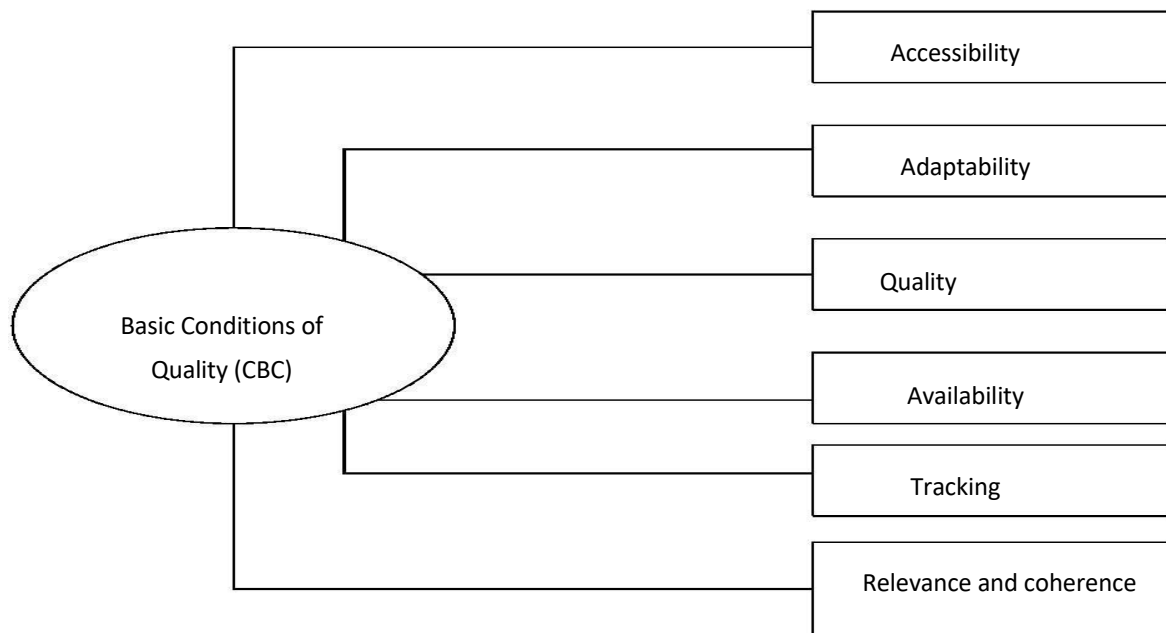 Accessibility
Adaptability
Quality
Basic Conditions of
Quality (CBC)
Availability
Tracking
Relevance and coherence